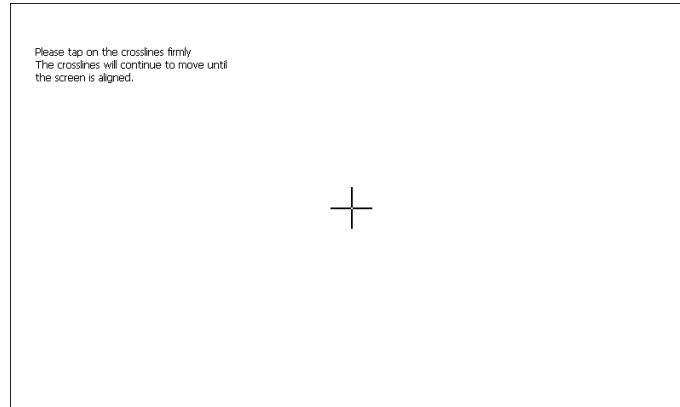 Please tap on the crosslines firmly
The crosslines will continue to move until
the screen is aligned.